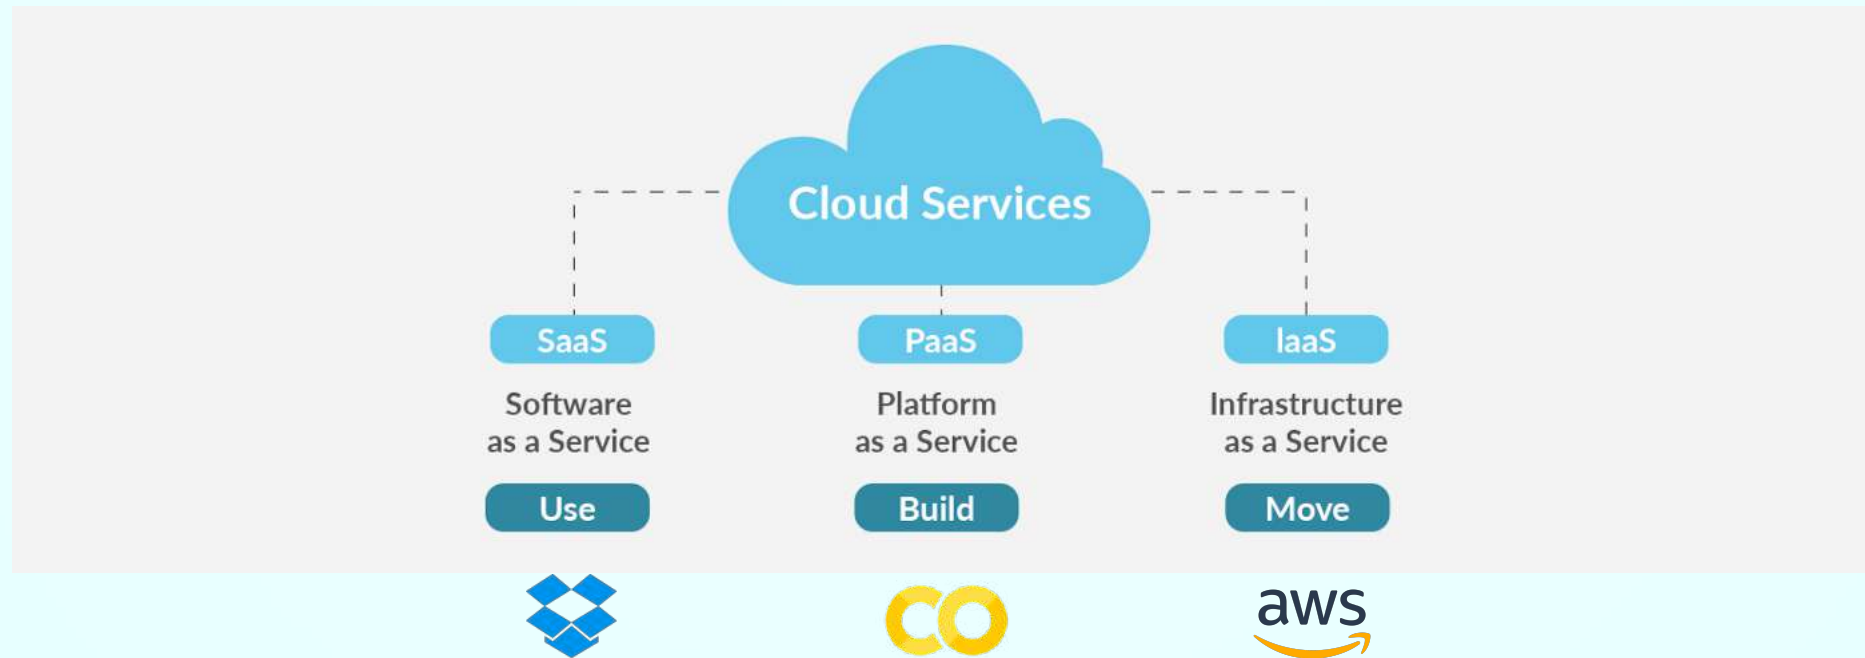 Cloud Services
SaaS
Software
as a Service
Use
PaaS
Platform
as a Service
Build
IaaS
Infrastructure
as a Service
Move
CO
aws